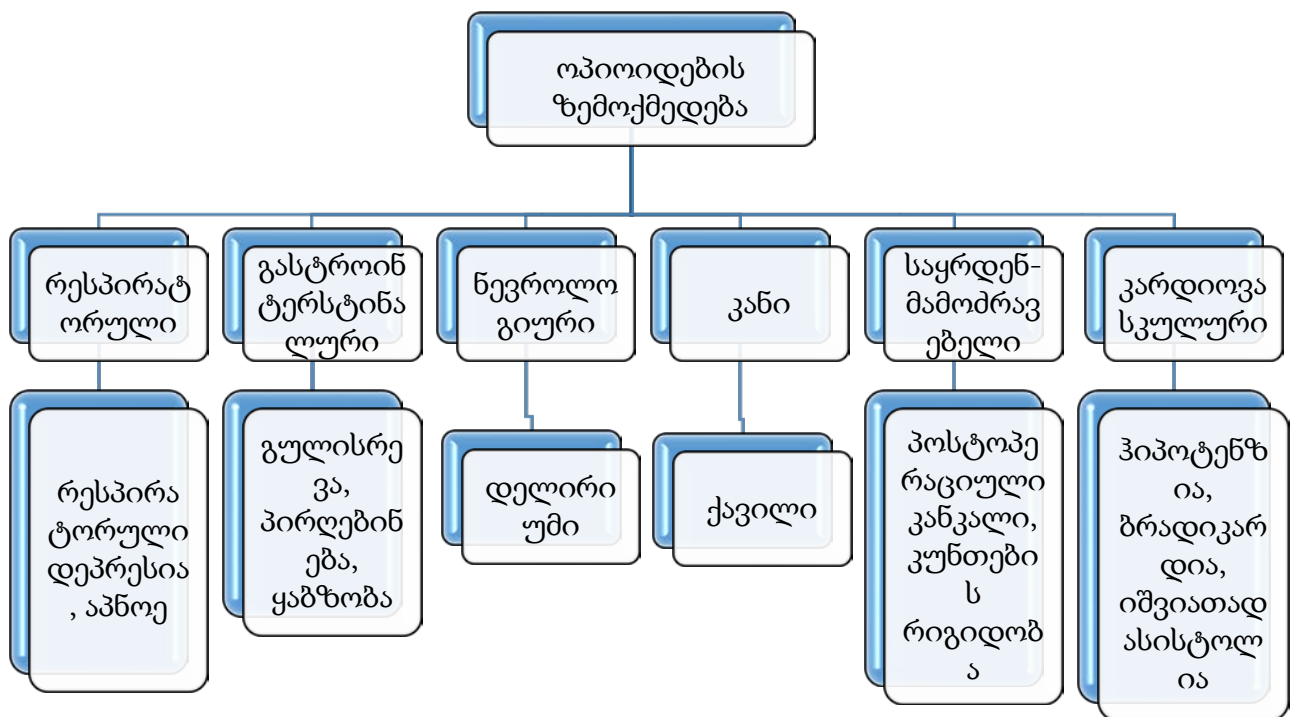 ოპიოიდების
ზემოქმედება
რესპირატ
ორული
გასტროინ
ტერსტინა
ლური
ნევროლო
გიური
კანი
საყრდენ-
მამოძრავ
ებელი
კარდიოვა
სკულური
რესპირა
ტორული
დეპრესია
, აპნოე
გულისრე
ვა,
პირღებინ
ება,
ყაბზობა
დელირი
უმი
ქავილი
პოსტოპე
რაციული
კანკალი,
კუნთები
ს
რიგიდობ
ა
ჰიპოტენზ
ია,
ბრადიკარ
დია,
იშვიათად
ასისტოლ
ია